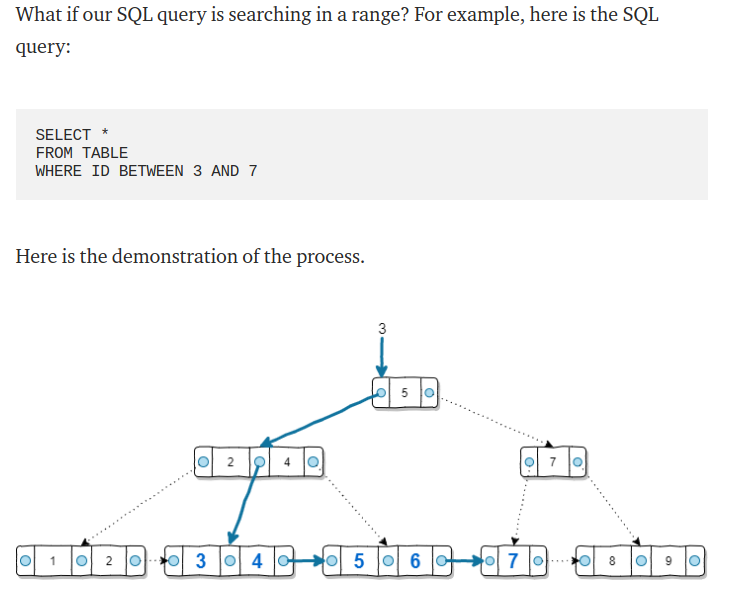 What if our SQL query is searching in a range? For example, here is the SQL
query:
SELECT *
FROM TABLE
WHERE ID BETWEEN 3 AND 7
Here is the demonstration of the process.
3
5
2 4 7
1 2 3 4 5 6 7 8 9